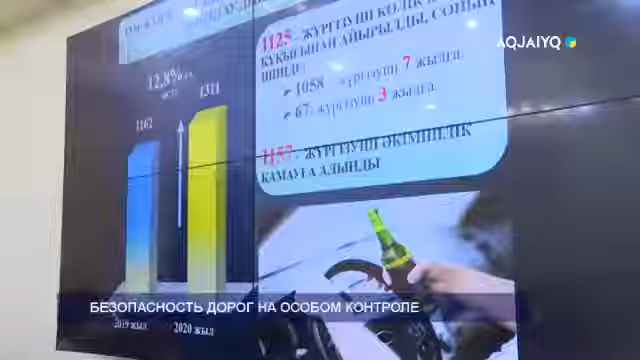 AQJAIYQ
12,8%
1162
1311
1125 - ЖҮРГІЗУШІ КӨЛІК
ҚҰҚЫҒЫНАН АЙЫРЫЛДЫ, СОНЫҢ
ІШІНДЕ:
1058 - жүргізуші 7 жылға.
67- жүргізуші 3 жылға.
1157 - ЖҮРГІЗУШІ ӘКІМШІЛІК
ҚАМАУҒА АЛЫНДЫ
БЕЗОПАСНОСТЬ ДОРОГ НА ОСОБОМ КОНТРОЛЕ
2019 жыл
2020 жыл